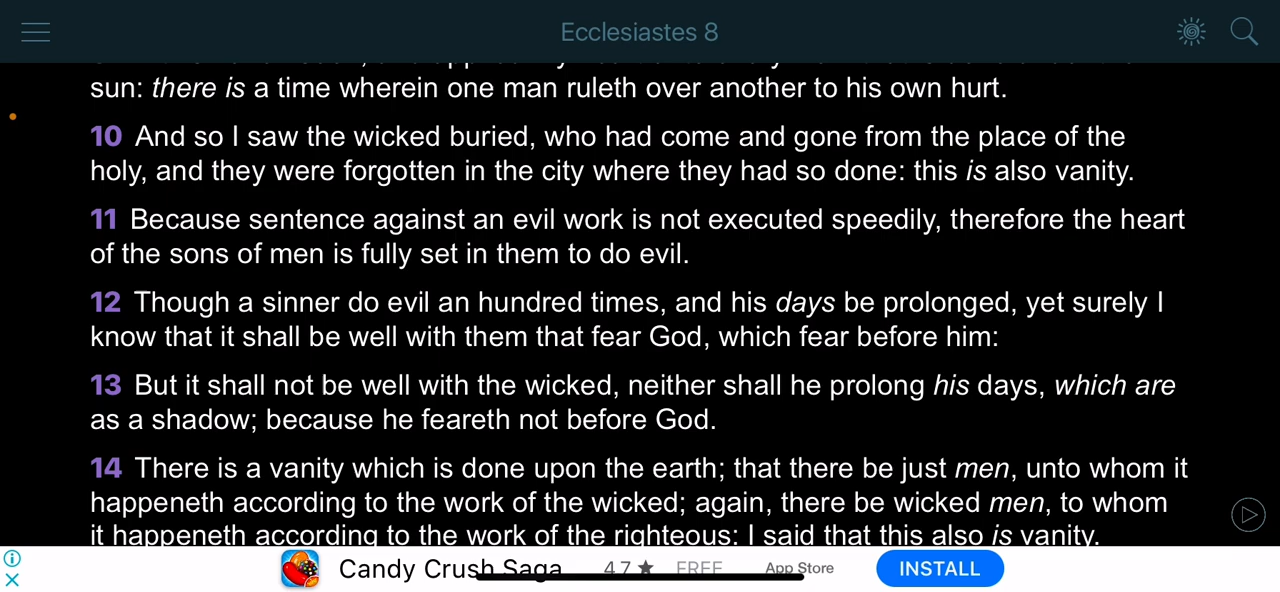 Ecclesiastes 8
sun: there is a time wherein one man ruleth over another to his own hurt.
10 And so I saw the wicked buried, who had come and gone from the place of the
holy, and they were forgotten in the city where they had so done: this is also vanity.
11 Because sentence against an evil work is not executed speedily, therefore the heart
of the sons of men is fully set in them to do evil.
12 Though a sinner do evil an hundred times, and his days be prolonged, yet surely I
know that it shall be well with them that fear God, which fear before him:
13 But it shall not be well with the wicked, neither shall he prolong his days, which are
as a shadow; because he feareth not before God.
14 There is a vanity which is done upon the earth; that there be just men, unto whom it
happeneth according to the work of the wicked; again, there be wicked men, to whom
it happeneth according to the work of the righteous: I said that this also is vanity.
Candy Crush Saga 4.7 ★ FREE App Store INSTALL